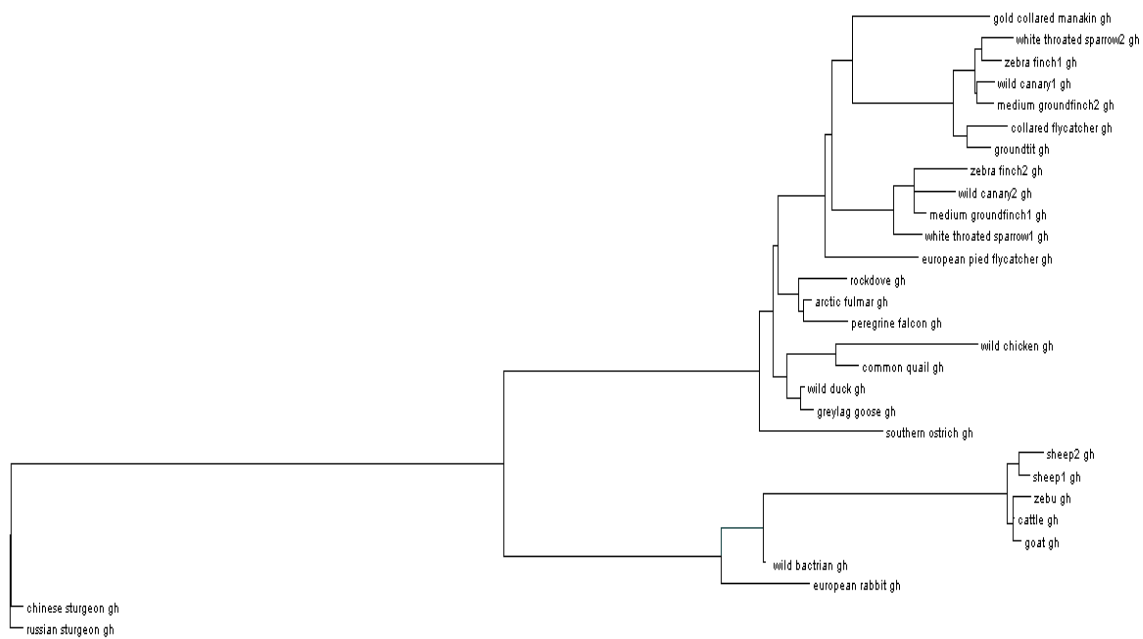 gold collared manakin gh
white throated sparrow2 gh
zebra finch1 gh
wild canary1 gh
medium groundfinch2 gh
collared flycatcher gh
groundtit gh
zebra finch2 gh
wild canary2 gh
medium groundfinch1 gh
white throated sparrow1 gh
european pied flycatcher gh
rockdove gh
arctic fulmar gh
peregrine falcon gh
wild chicken gh
common quail gh
wild duck gh
greylag goose gh
southern ostrich gh
sheep2 gh
sheep1 gh
zebu gh
cattle gh
goat gh
wild bactrian gh
european rabbit gh
chinese sturgeon gh
russian sturgeon gh